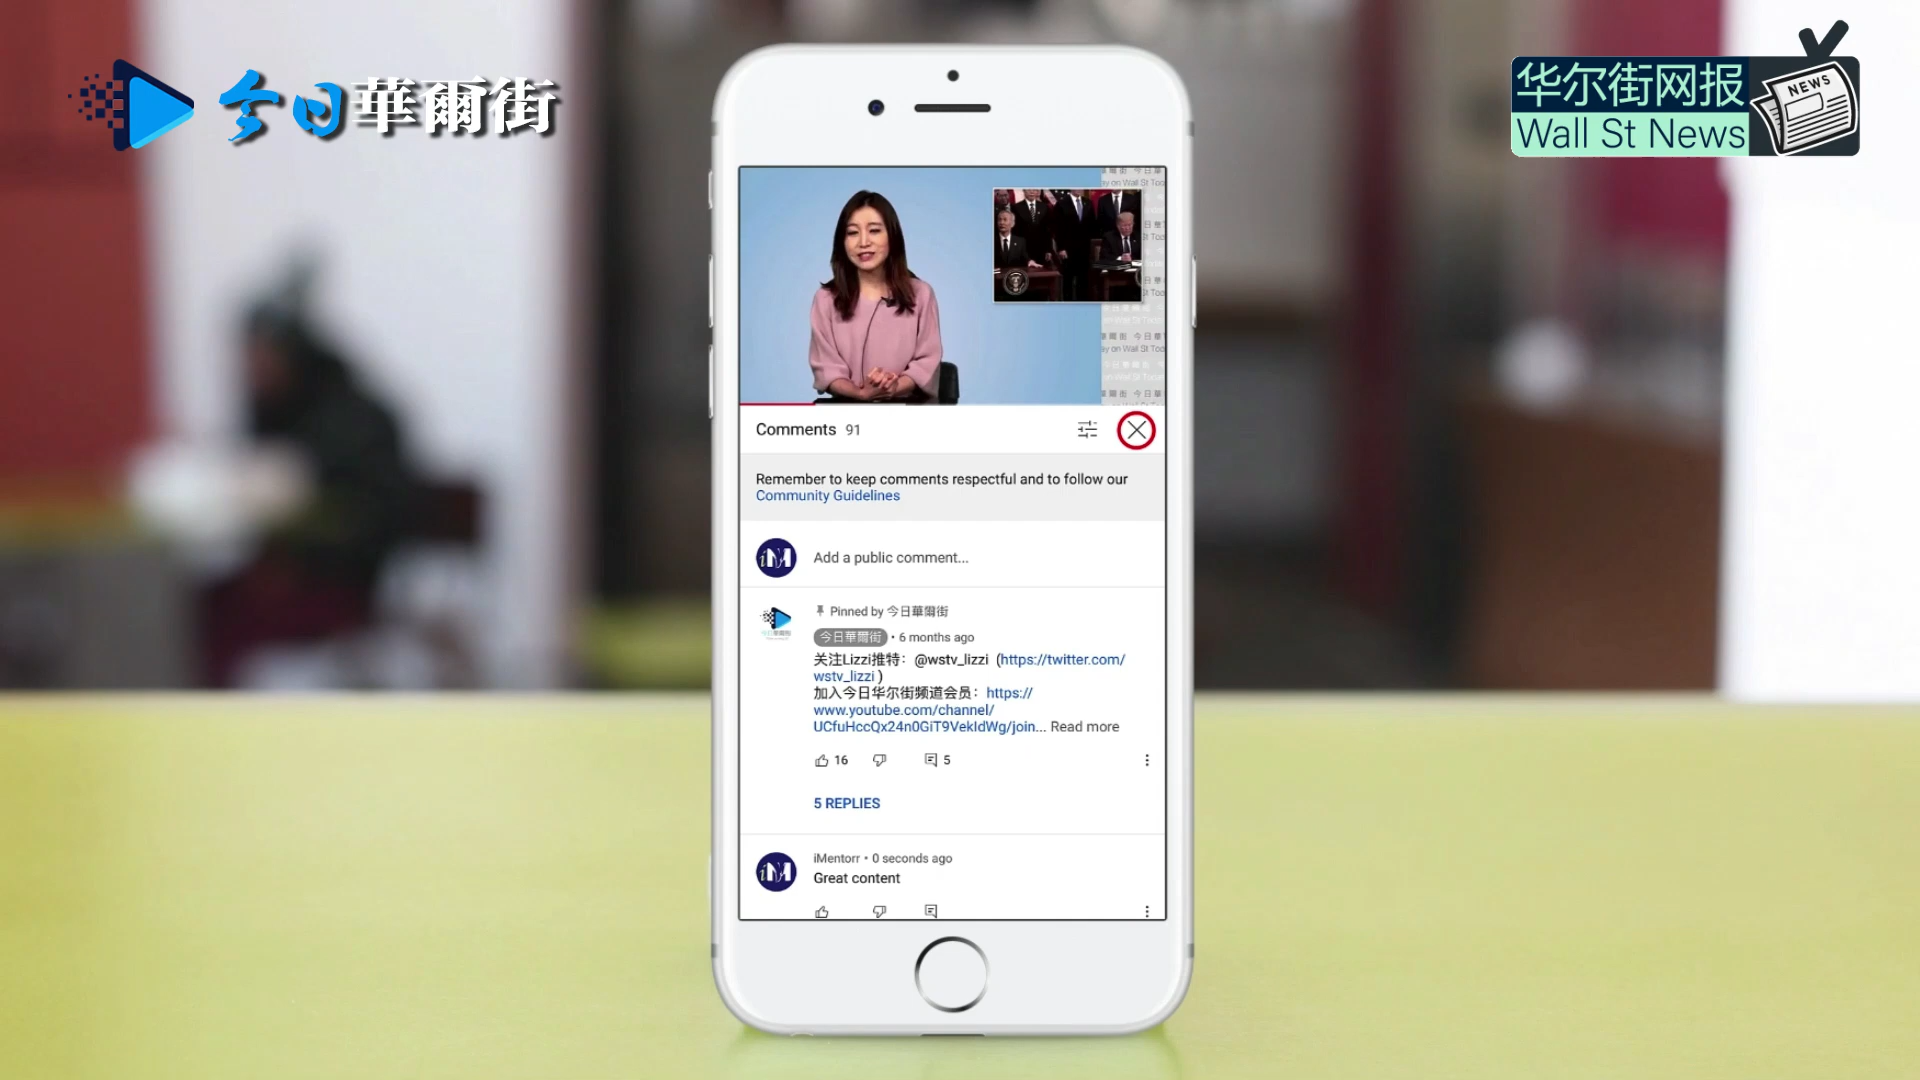 今日華爾街
华尔街网报
Wall St News
NEWS
Comments 91
Remember to keep comments respectful and to follow our
Community Guidelines
iM
Add a public comment...
Pinned by 今日華爾街
今日華爾街 • 6 months ago
关注Lizzi推特：@wstv_lizzi (https://twitter.com/
wstv_lizzi )
加入今日华尔街频道会员：https://
www.youtube.com/channel/
UCfuHccQx24n0GiT9VekIdWg/join... Read more
16
5
5 REPLIES
iM
iMentorr • 0 seconds ago
Great content